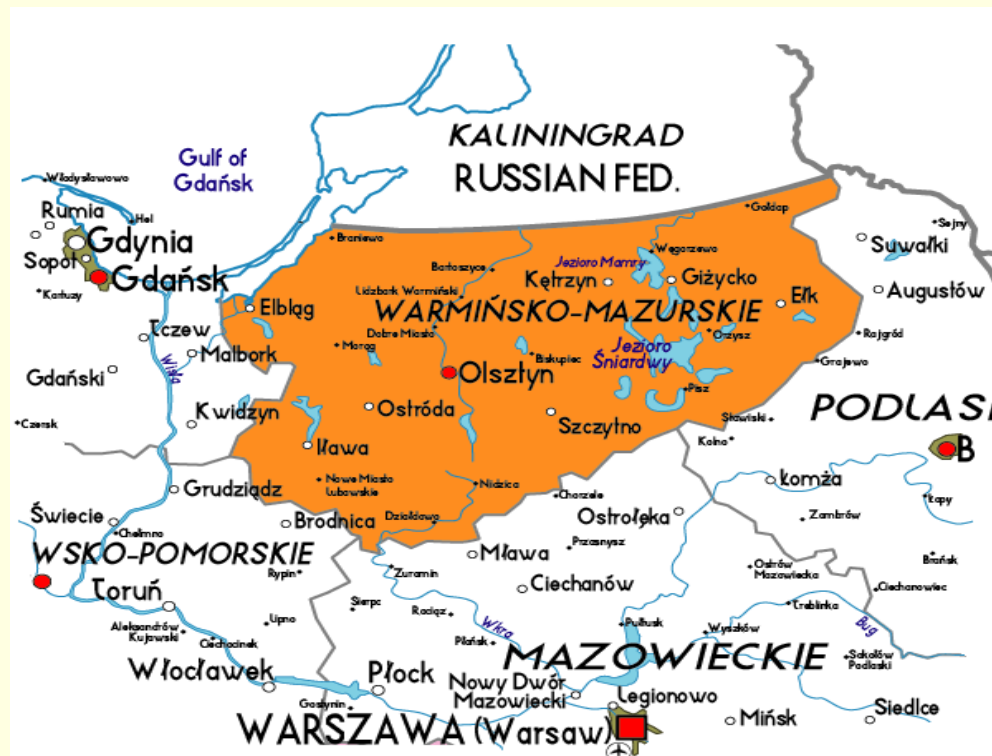 KALININGRAD
RUSSIAN FED.
Gulf of
Gdańsk
Władysławowo
Hel
Rumia
Gdynia
Sopot
Gdańsk
Kartuzy
Gołdap
Sejny
Suwałki
Braniewo
Węgorzewo
Bartoszyce
Jezioro Mamry
Kętrzyn
Giżycko
Lidzbark Warmiński
Ełk
Augustów
Elbląg
WARMIŃSKO-MAZURSKIE
Tczew
Dobre Miasto
Orzysz
Rajgród
Malbork
Morąg
Biskupiec
Jezioro
Śniardwy
Grajewo
Wisła
Gdański
Olsztyn
Pisz
Kwidzyn
Ostróda
Szczytno
Stawiski
PODLASI
Czersk
Iława
Kolno
B
Nowe Miasto
Lubawskie
Nidzica
Łomża
Grudziądz
Chorzele
Łapy
Świecie
Brodnica
Działdowo
Ostrołęka
Zambrów
Chełmno
WSKO-POMORSKIE
Mława
Przasnysz
Brańsk
Rypin
Żuramin
Ciechanów
Ostrów
Mazowiecka
Ciechanowiec
Toruń
Sierpc
Raciąż
Treblinka
Lipno
Aleksandrów
Kujawski
Ciechocinek
Wkra
Płańsk
Pułtusk
Wyszków
Bug
Włocławek
Płock
MAZOWIECKIE
Sokołów
Podlaski
Nowy Dwór
Mazowiecki
Legionowo
Gostynin
WARSZAWA (Warsaw)
Mińsk
Siedlce